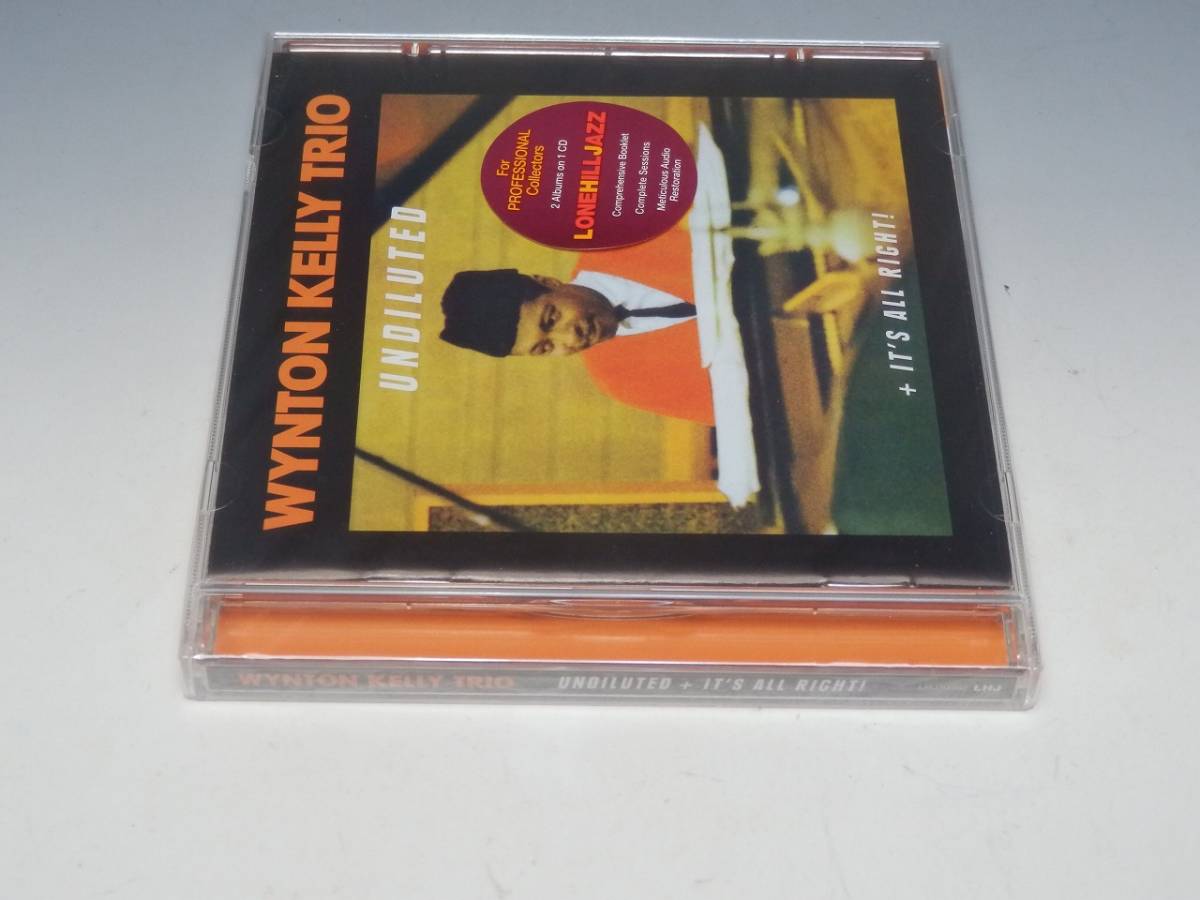 WYNTON KELLY TRIO
UNDILUTED
For
PROFESSIONAL
Collectors
2 Albums on 1 CD
LONEHILLJAZZ
Comprehensive Booklet
Complete Sessions
Meticulous Audio
Restoration
+ IT'S ALL RIGHT!
WYNTON KELLY TRIO UNDILUTED + IT'S ALL RIGHT! LHJ